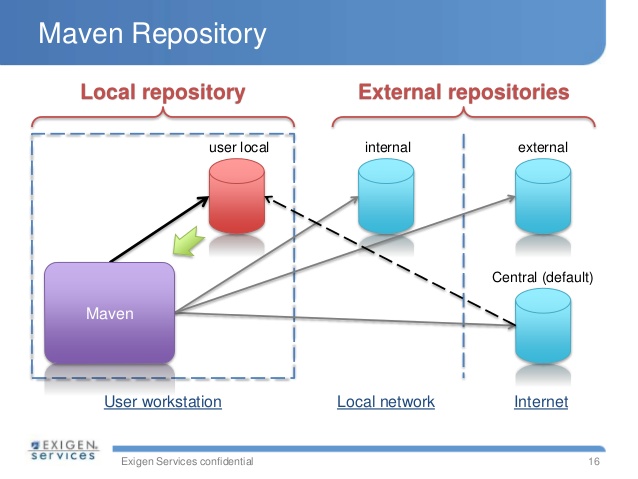 Maven Repository
Local repository
External repositories
user local
internal
external
Central (default)
Maven
User workstation
Local network
Internet
EXIGEN®
services
Exigen Services confidential
16